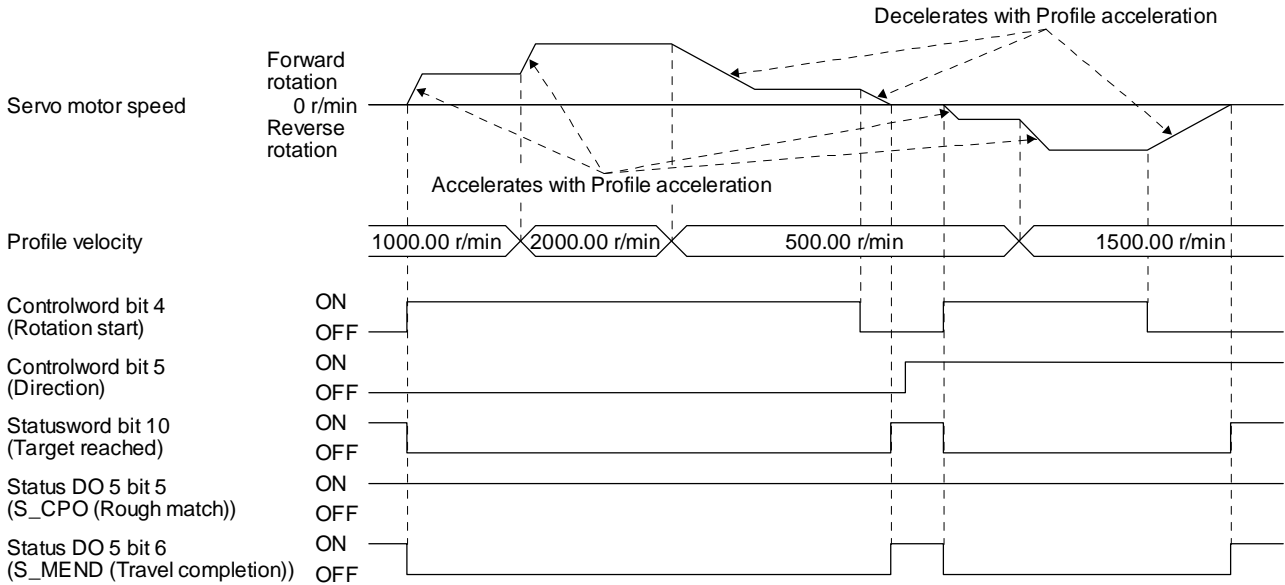 Decelerates with Profile acceleration
Forward
rotation
Servo motor speed
0 r/min
Reverse
rotation
Accelerates with Profile acceleration
Profile velocity
1000.00 r/min
2000.00 r/min
500.00 r/min
1500.00 r/min
Controlword bit 4
(Rotation start)
ON
OFF
Controlword bit 5
(Direction)
ON
OFF
Statusword bit 10
(Target reached)
ON
OFF
Status DO 5 bit 5
(S_CPO (Rough match))
ON
OFF
Status DO 5 bit 6
(S_MEND (Travel completion))
ON
OFF